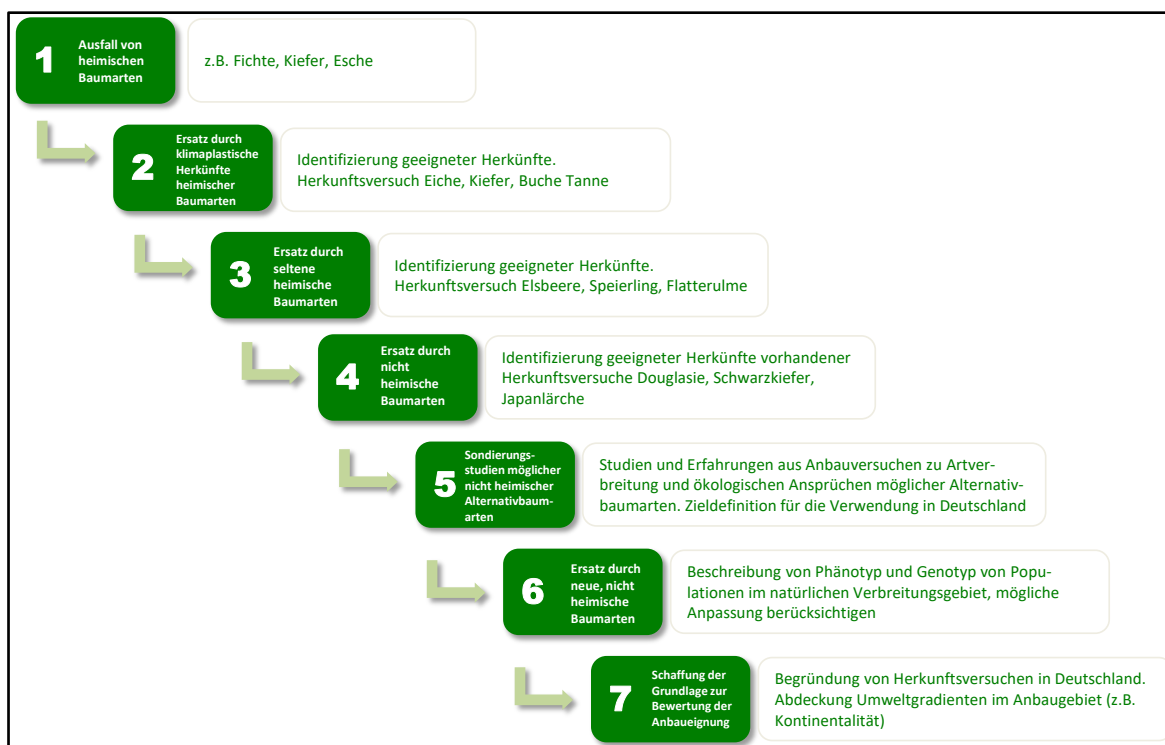 1
Ausfall von
heimischen
Baumarten
z.B. Fichte, Kiefer, Esche
2
Ersatz durch
klimaplastische
Herkünfte
heimischer
Baumarten
Identifizierung geeigneter Herkünfte.
Herkunftsversuch Eiche, Kiefer, Buche Tanne
3
Ersatz durch
seltene
heimische
Baumarten
Identifizierung geeigneter Herkünfte.
Herkunftsversuch Elsbeere, Speierling, Flatterulme
4
Ersatz durch
nicht
heimische
Baumarten
Identifizierung geeigneter Herkünfte vorhandener
Herkunftsversuche Douglasie, Schwarzkiefer,
Japanlärche
5
Sondierungs-
studien möglicher
nicht heimischer
Alternativbaum-
arten
Studien und Erfahrungen aus Anbauversuchen zu Artver-
breitung und ökologischen Ansprüchen möglicher Alternativ-
baumarten. Zieldefinition für die Verwendung in Deutschland
6
Ersatz durch
neue, nicht
heimische
Baumarten
Beschreibung von Phänotyp und Genotyp von Popu-
lationen im natürlichen Verbreitungsgebiet, mögliche
Anpassung berücksichtigen
7
Schaffung der
Grundlage zur
Bewertung der
Anbaueignung
Begründung von Herkunftsversuchen in Deutschland.
Abdeckung Umweltgradienten im Anbaugebiet (z.B.
Kontinentalität)